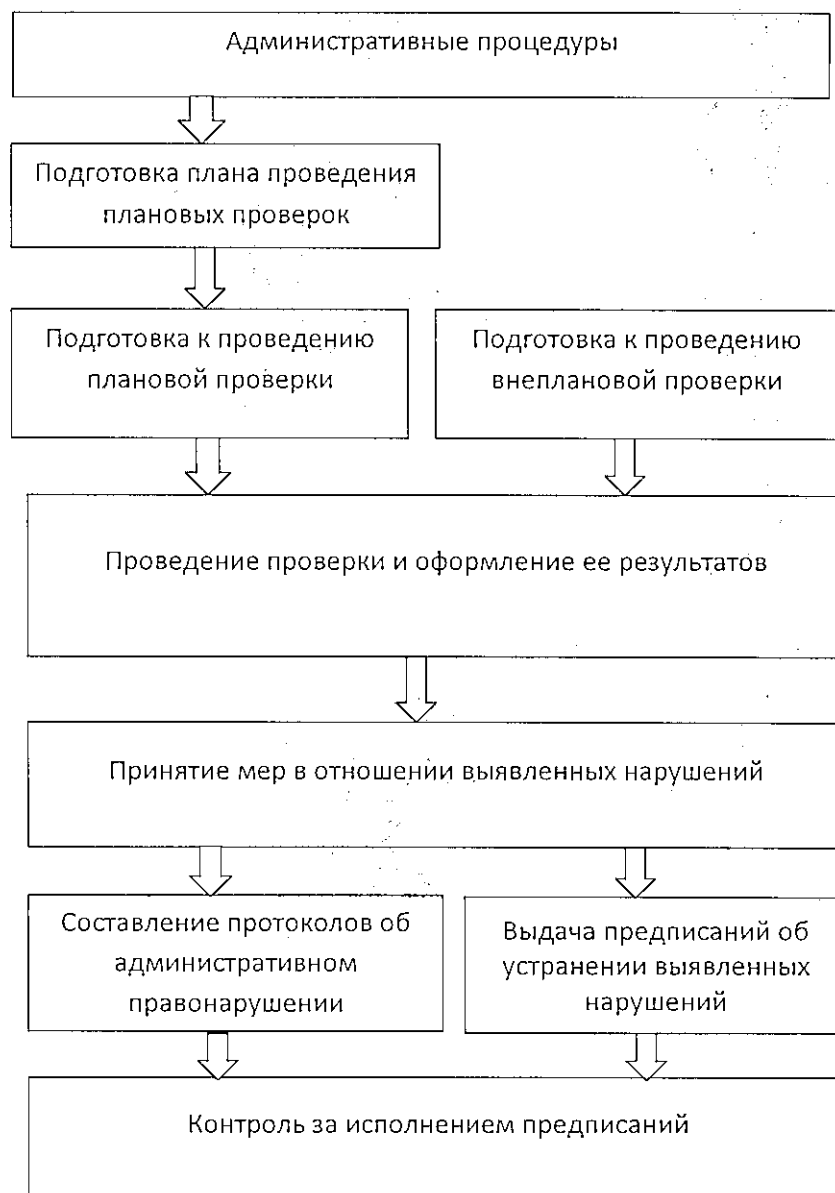 Административные процедуры
Подготовка плана проведения
плановых проверок
Подготовка к проведению
плановой проверки
Подготовка к проведению
внеплановой проверки
Проведение проверки и оформление ее результатов
Принятие мер в отношении выявленных нарушений
Составление протоколов об
административном
правонарушении
Выдача предписаний об
устранении выявленных
нарушений
Контроль за исполнением предписаний